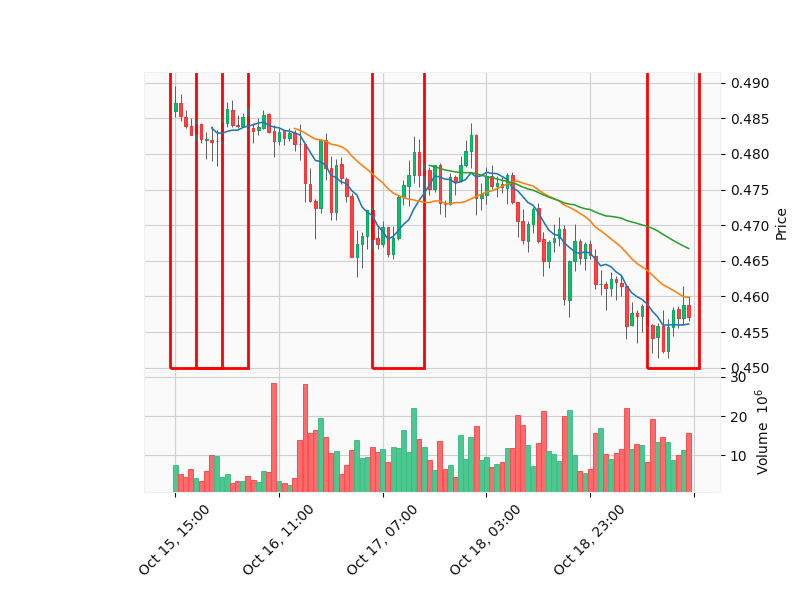 0.490
0.485
0.480
0.475
0.470
0.465
0.460
0.455
0.450
Price
30
20
10
Volume 10^6
Oct 15, 15:00
Oct 16, 11:00
Oct 17, 07:00
Oct 18, 03:00
Oct 18, 23:00